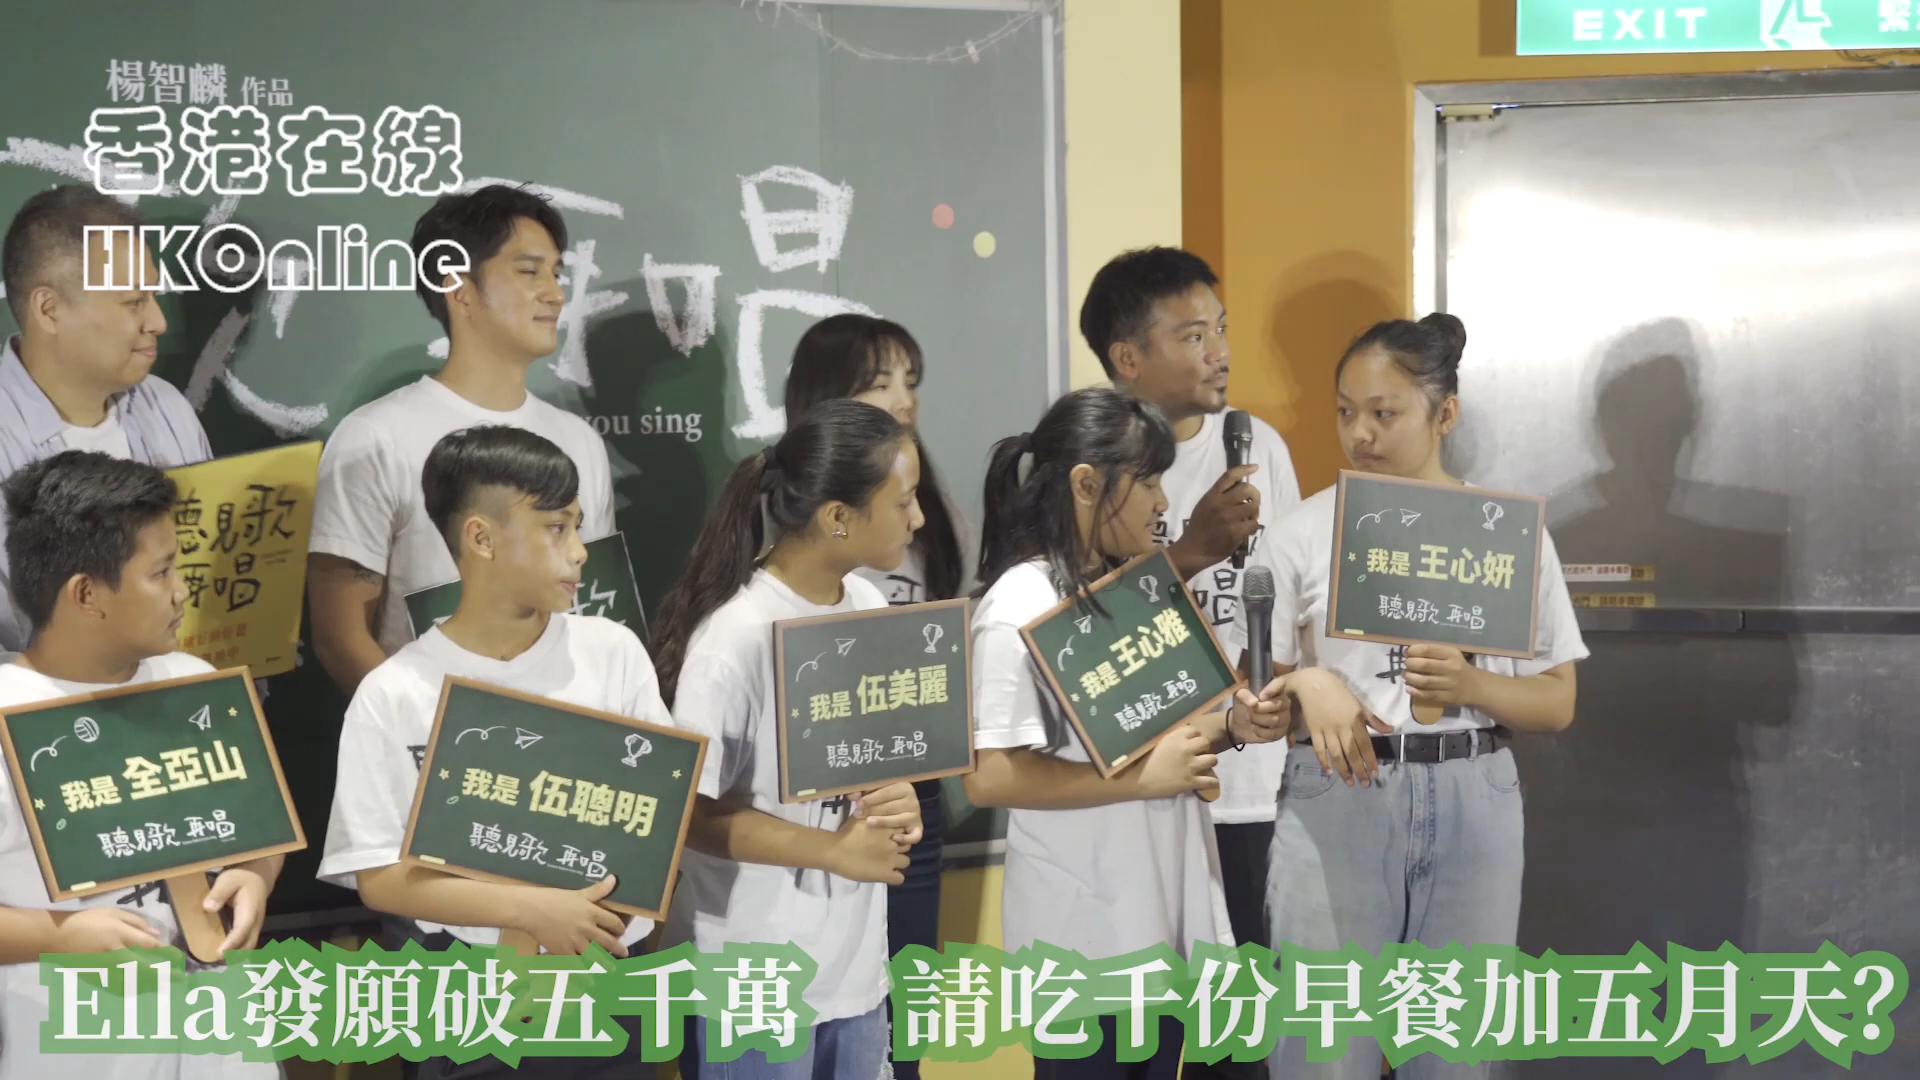 EXIT
楊智麟 作品
香港在線
HKOnline
再唱
you sing
聽見歌
再唱
我是 王心妍
聽見歌 再唱
我是 伍美麗
聽見歌 再唱
我是 王心雅
聽見歌 再唱
我是 全亞山
聽見歌 再唱
我是 伍聰明
聽見歌 再唱
Ella發願破五千萬 請吃千份早餐加五月天?